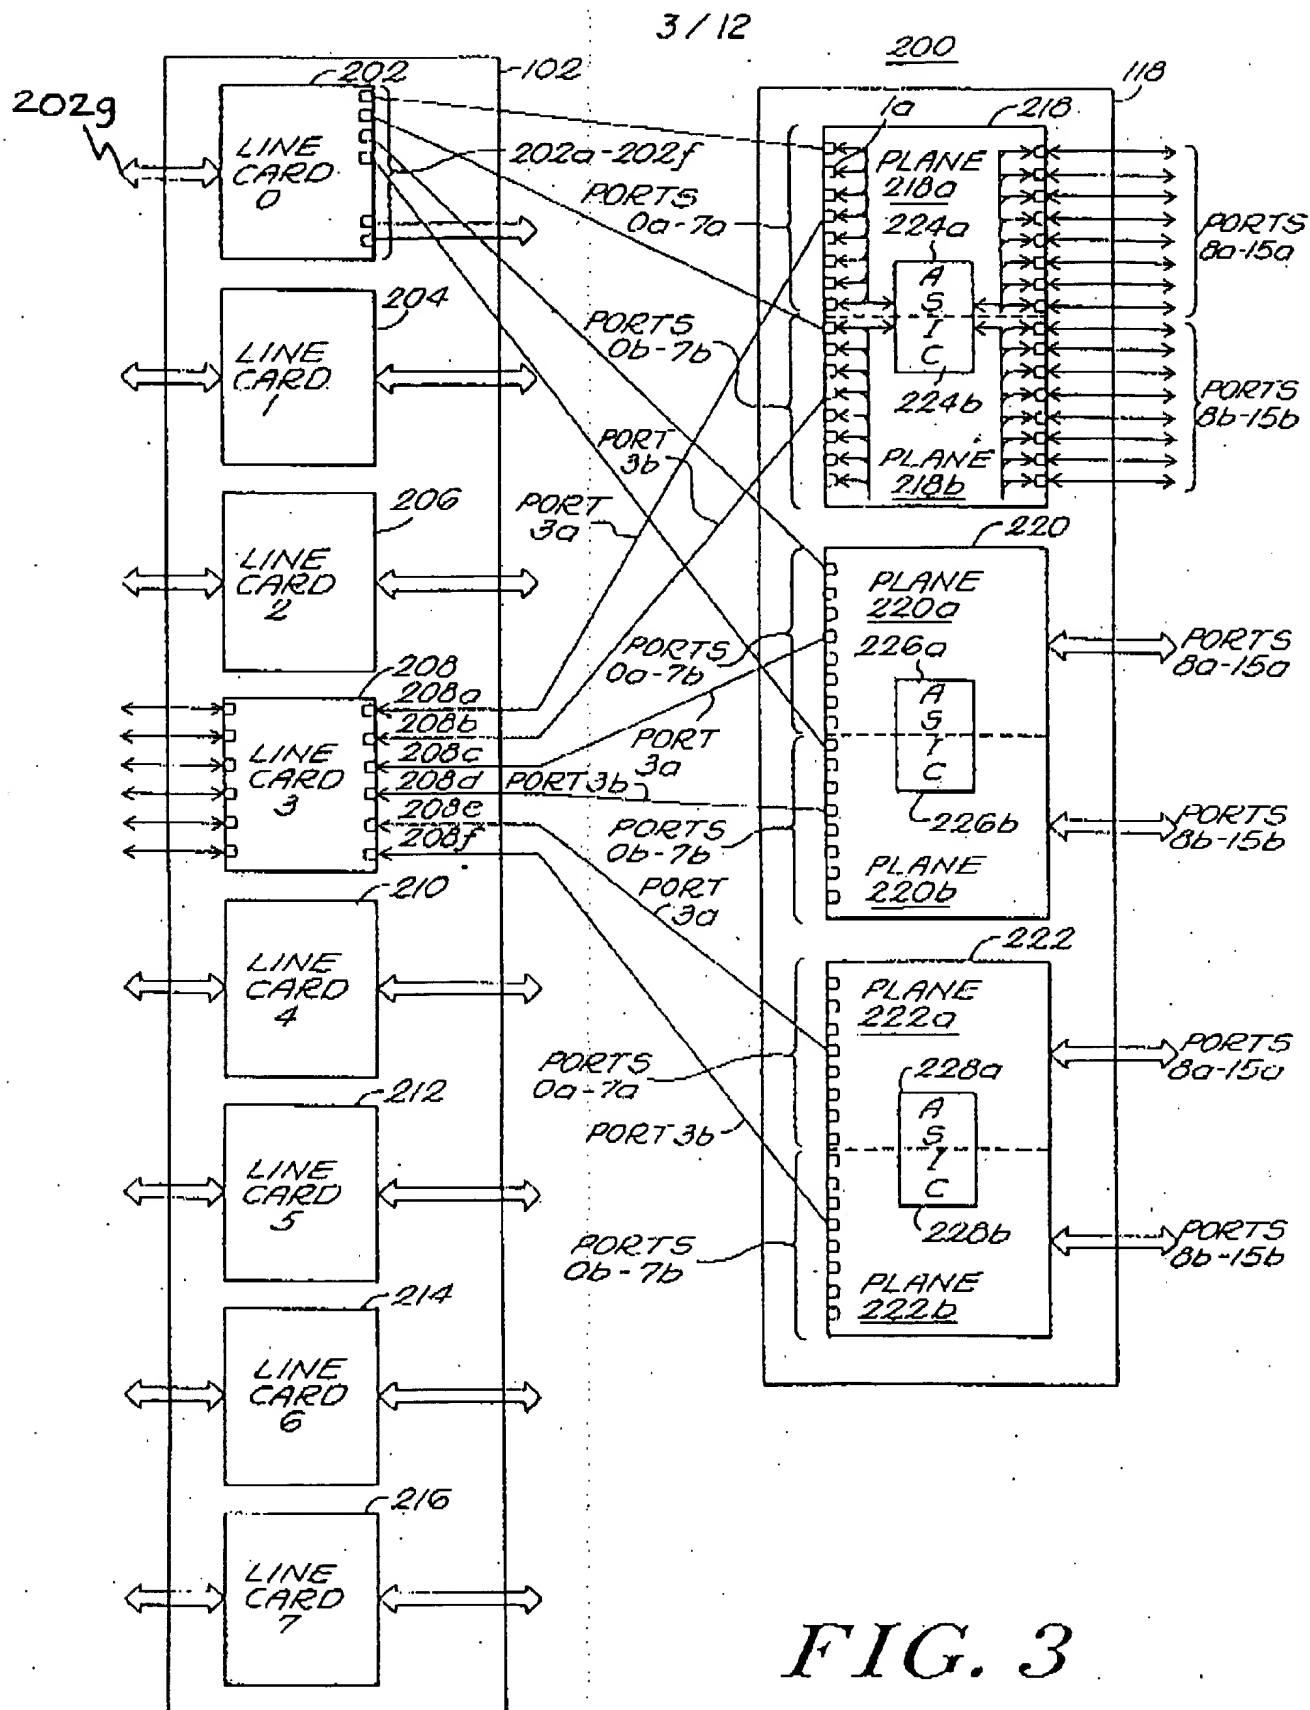 3/12
200
202
102
118
202g
LINE
CARD
0
202a-202f
1a
218
PLANE
218a
PORTS
0a-7a
PORTS
8a-15a
224a
A
S
I
C
224b
PORTS
0b-7b
PORT
3b
PLANE
218b
PORTS
8b-15b
204
LINE
CARD
1
206
LINE
CARD
2
PORT
3a
220
PLANE
220a
226a
A
S
I
C
226b
PLANE
220b
PORTS
0a-7b
PORTS
8a-15a
PORT
3a
PORT 3b
PORTS
0b-7b
PORTS
8b-15b
208
208a
208b
208c
208d
208e
208f
LINE
CARD
3
PORT
3a
210
LINE
CARD
4
222
PLANE
222a
228a
A
S
I
C
228b
PLANE
222b
PORTS
0a-7a
PORTS
8a-15a
PORT 3b
PORTS
0b-7b
PORTS
8b-15b
212
LINE
CARD
5
214
LINE
CARD
6
216
LINE
CARD
7
FIG. 3